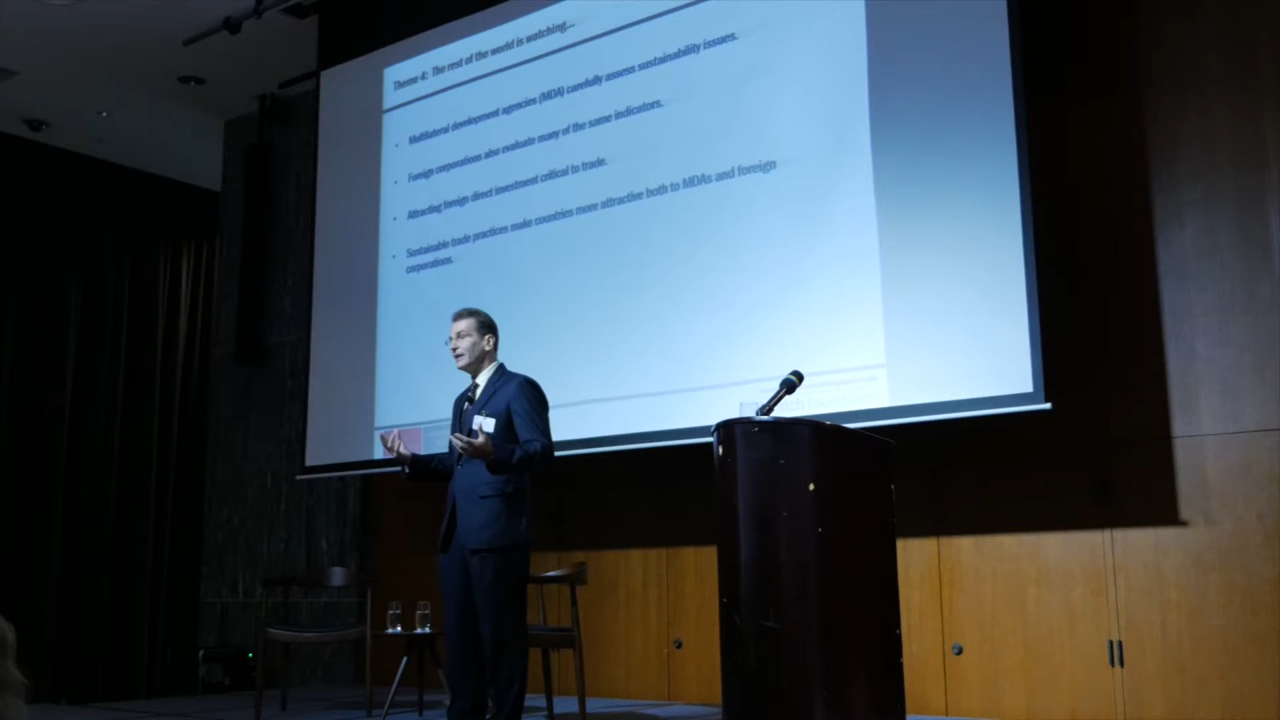 Theme 4: The rest of the world is watching...
• Multilateral development agencies (MDA) carefully assess sustainability issues.
• Foreign corporations also evaluate many of the same indicators.
• Attracting foreign direct investment critical to trade.
• Sustainable trade practices make countries more attractive both to MDAs and foreign
corporations.